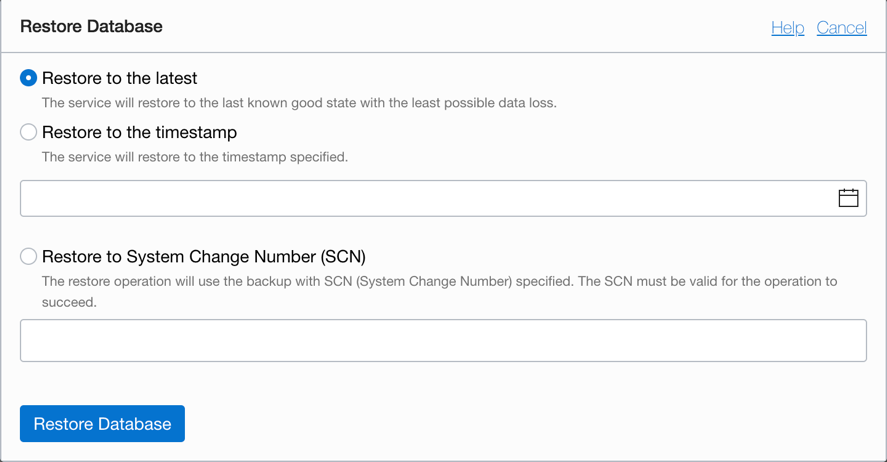 Restore Database
Help Cancel
Restore to the latest
The service will restore to the last known good state with the least possible data loss.
Restore to the timestamp
The service will restore to the timestamp specified.
Restore to System Change Number (SCN)
The restore operation will use the backup with SCN (System Change Number) specified. The SCN must be valid for the operation to
succeed.
Restore Database